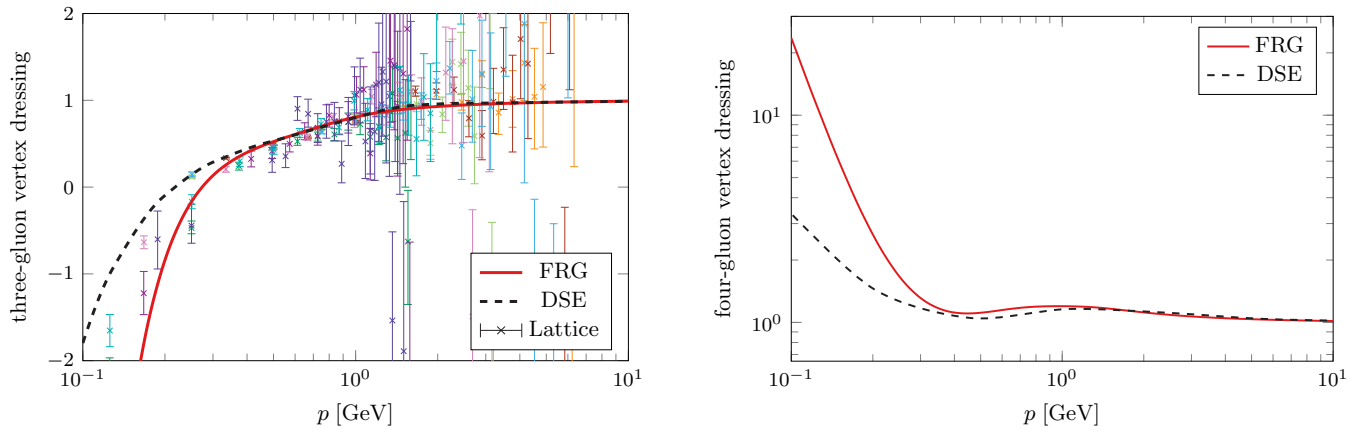 three-gluon vertex dressing
2
1
0
−1
−2
10^−1
10^0
10^1
p [GeV]
FRG
DSE
Lattice
four-gluon vertex dressing
10^1
10^0
10^−1
10^0
10^1
p [GeV]
FRG
DSE